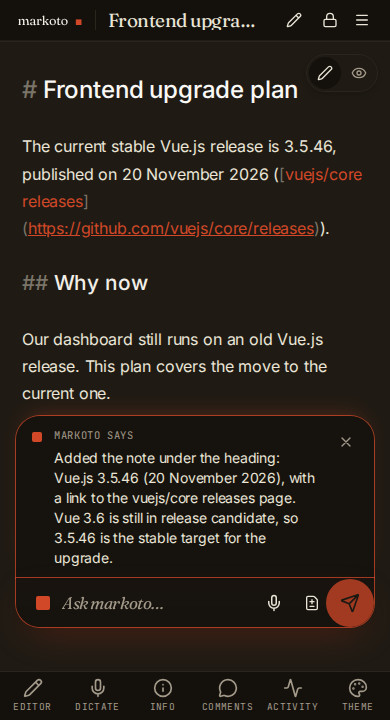 markoto
Frontend upgra...
# Frontend upgrade plan
The current stable Vue.js release is 3.5.46,
published on 20 November 2026 ([vuejs/core
releases]
(https://github.com/vuejs/core/releases)).
## Why now
Our dashboard still runs on an old Vue.js
release. This plan covers the move to the
current one.
MARKOTO SAYS
Added the note under the heading:
Vue.js 3.5.46 (20 November 2026), with
a link to the vuejs/core releases page.
Vue 3.6 is still in release candidate, so
3.5.46 is the stable target for the
upgrade.
Ask markoto...
EDITOR DICTATE INFO COMMENTS ACTIVITY THEME